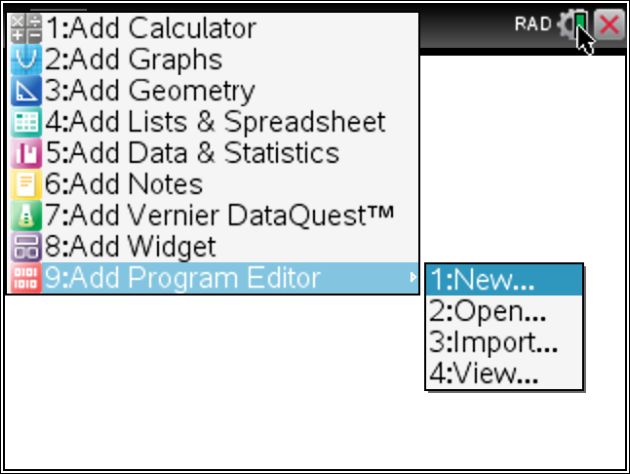 RAD
1:Add Calculator
2:Add Graphs
3:Add Geometry
4:Add Lists & Spreadsheet
5:Add Data & Statistics
6:Add Notes
7:Add Vernier DataQuest™
8:Add Widget
9:Add Program Editor
1:New...
2:Open...
3:Import...
4:View...